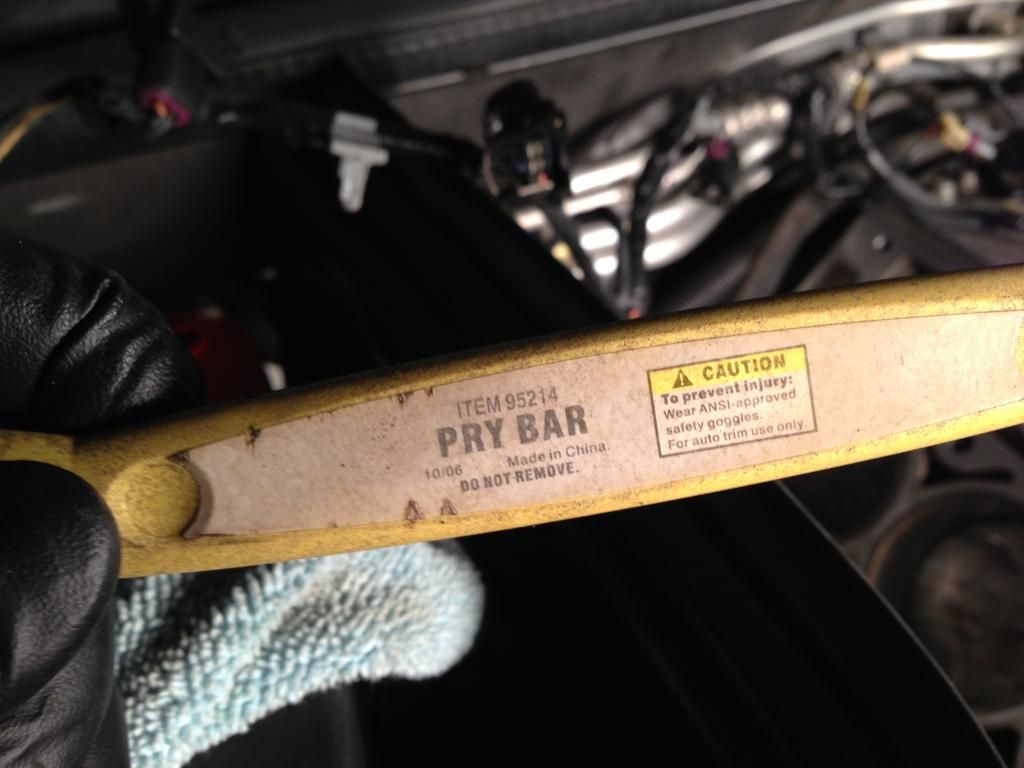 ITEM 95214
PRY BAR
10/06 Made in China.
DO NOT REMOVE.
CAUTION
To prevent injury:
Wear ANSI-approved
safety goggles.
For auto trim use only.